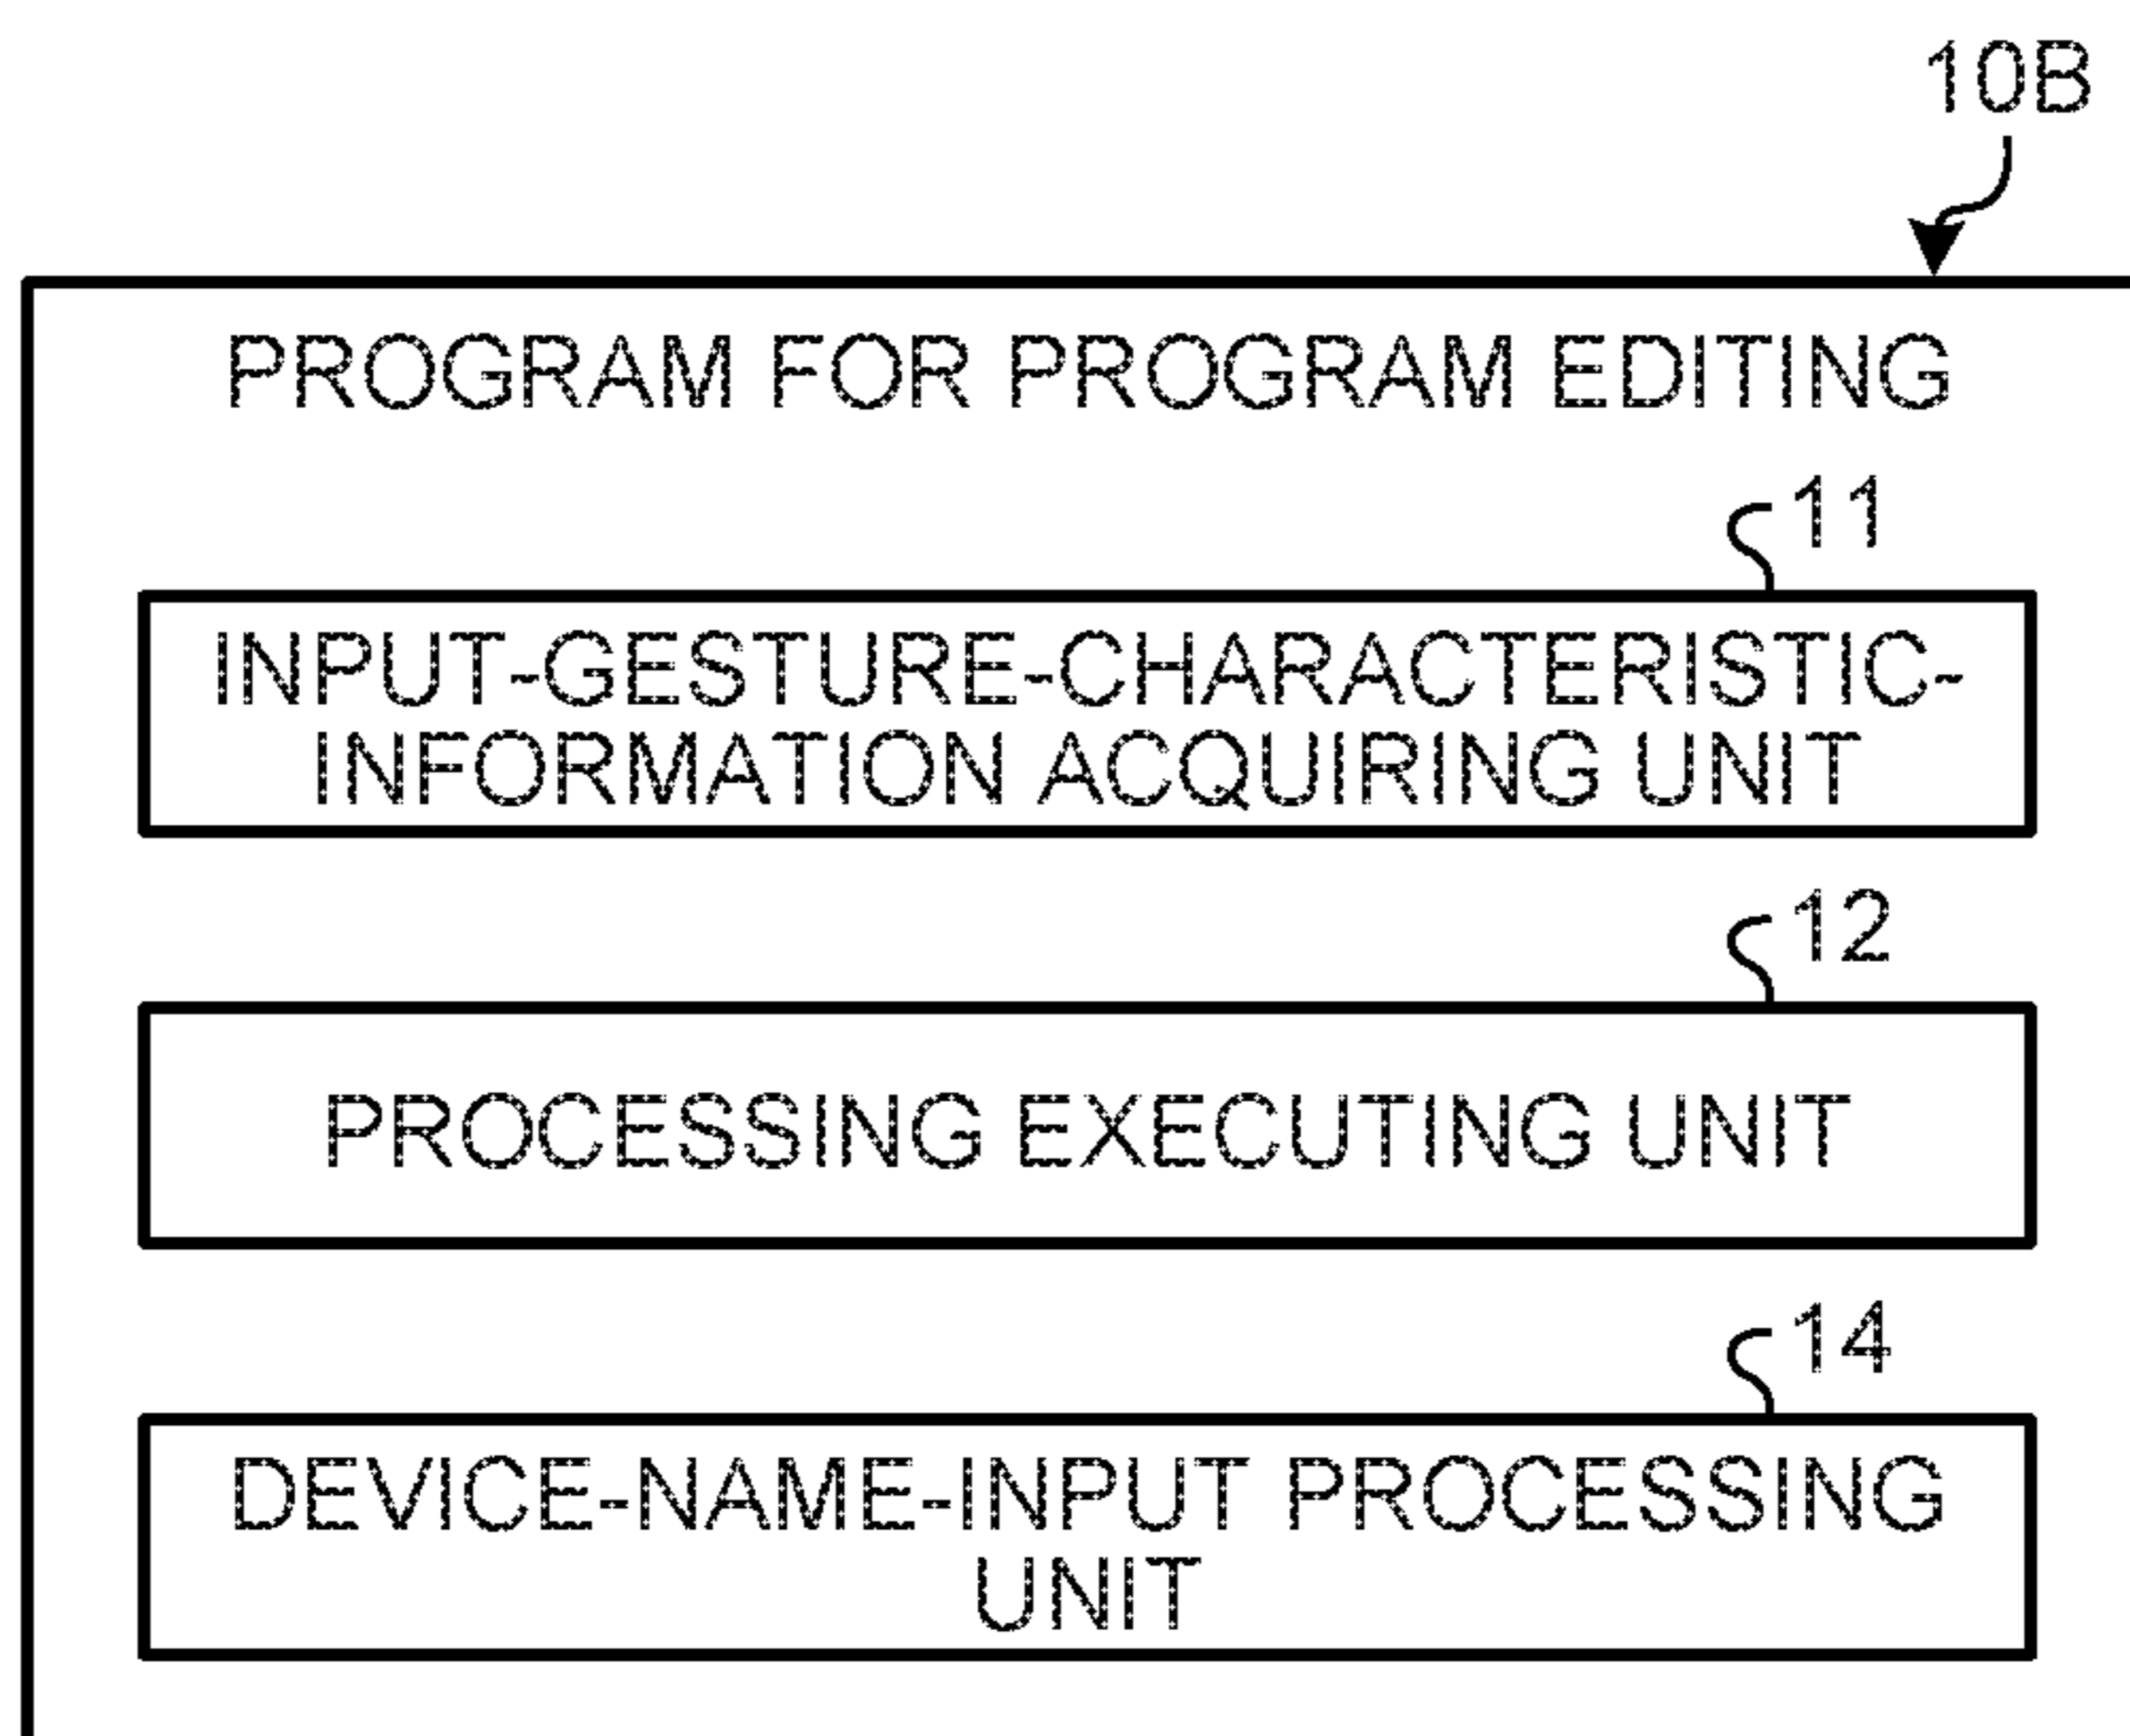 10B
PROGRAM FOR PROGRAM EDITING
11
INPUT-GESTURE-CHARACTERISTIC-
INFORMATION ACQUIRING UNIT
12
PROCESSING EXECUTING UNIT
14
DEVICE-NAME-INPUT PROCESSING
UNIT